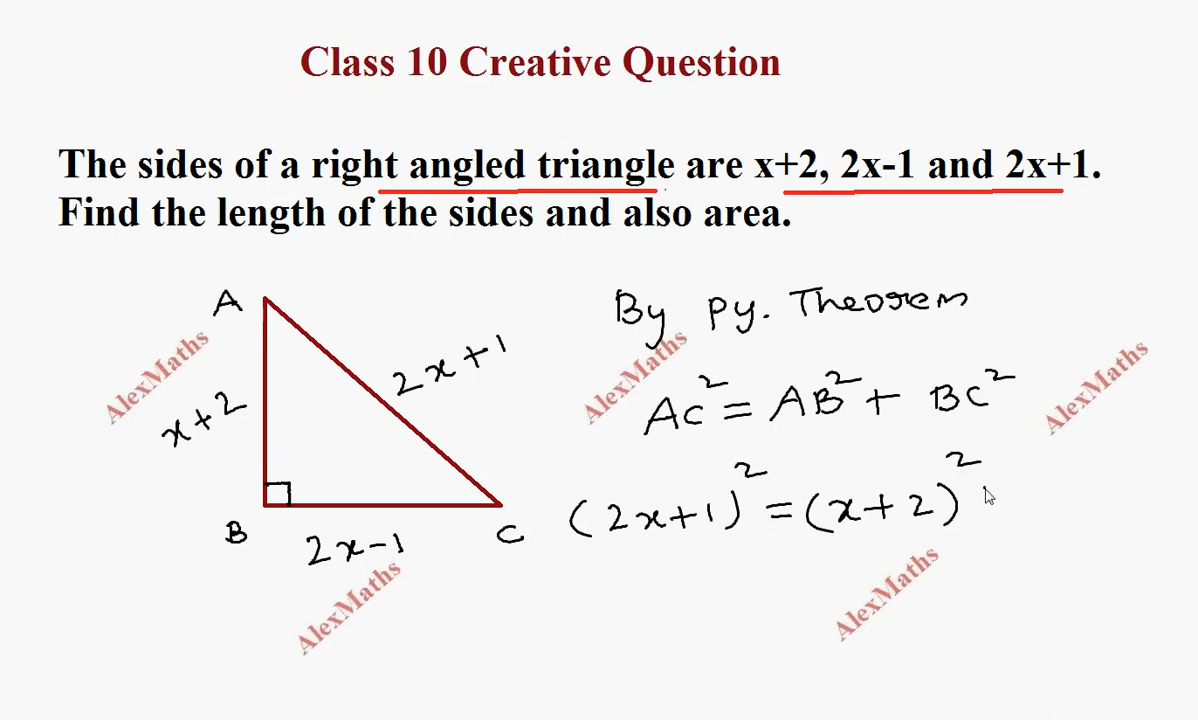 Class 10 Creative Question
The sides of a right angled triangle are x+2, 2x-1 and 2x+1.
Find the length of the sides and also area.
A
By Py. Theorem
AlexMaths
AlexMaths
AlexMaths
2x+1
x+2
AC² = AB² + BC²
B
2x-1
C
(2x+1)² = (x+2)²
AlexMaths
AlexMaths